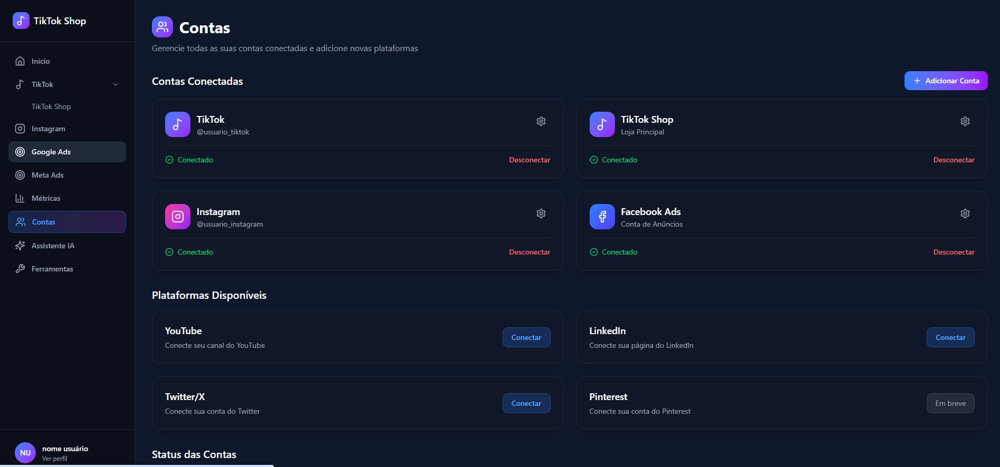 TikTok Shop
Início
TikTok
TikTok Shop
Instagram
Google Ads
Meta Ads
Métricas
Contas
Assistente IA
Ferramentas
NU
nome usuário
Ver perfil
Contas
Gerencie todas as suas contas conectadas e adicione novas plataformas
Contas Conectadas
Adicionar Conta
TikTok
@usuario_tiktok
Conectado
Desconectar
TikTok Shop
Loja Principal
Conectado
Desconectar
Instagram
@usuario_instagram
Conectado
Desconectar
Facebook Ads
Conta de Anúncios
Conectado
Desconectar
Plataformas Disponíveis
YouTube
Conecte seu canal do YouTube
Conectar
LinkedIn
Conecte sua página do LinkedIn
Conectar
Twitter/X
Conecte sua conta do Twitter
Conectar
Pinterest
Conecte sua conta do Pinterest
Em breve
Status das Contas